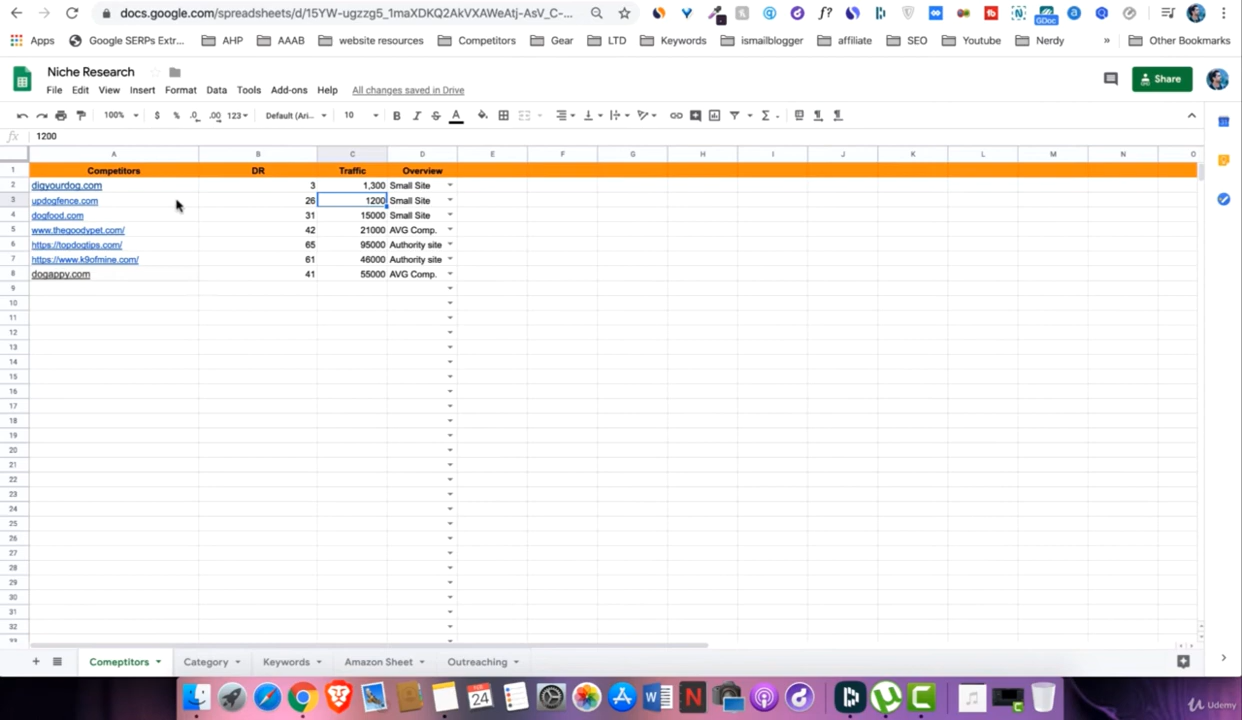 docs.google.com/spreadsheets/d/15YW-ugzzg5_1maXDKQ2AkVXAWeAtj-AsV_C-...
Apps Google SERPs Extr... AHP AAAB website resources Competitors Gear LTD Keywords ismailblogger affiliate SEO Youtube Nerdy » Other Bookmarks
GDoc
Niche Research
Share
File Edit View Insert Format Data Tools Add-ons Help All changes saved in Drive
100% $ % .0 .00 123 Default (Ari... 10 B I S A
fx 1200
A B C D E F G H I J K L M N O
1 Competitors DR Traffic Overview
2 digyourdog.com 3 1,300 Small Site
3 updogfence.com 26 1200 Small Site
4 dogfood.com 31 15000 Small Site
5 www.thegoodypet.com/ 42 21000 AVG Comp.
6 https://topdogtips.com/ 65 95000 Authority site
7 https://www.k9ofmine.com/ 61 46000 Authority site
8 dogappy.com 41 55000 AVG Comp.
9
10
11
12
13
14
15
16
17
18
19
20
21
22
23
24
25
26
27
28
29
30
31
32
33
+ Comeptitors Category Keywords Amazon Sheet Outreaching
24
Udemy